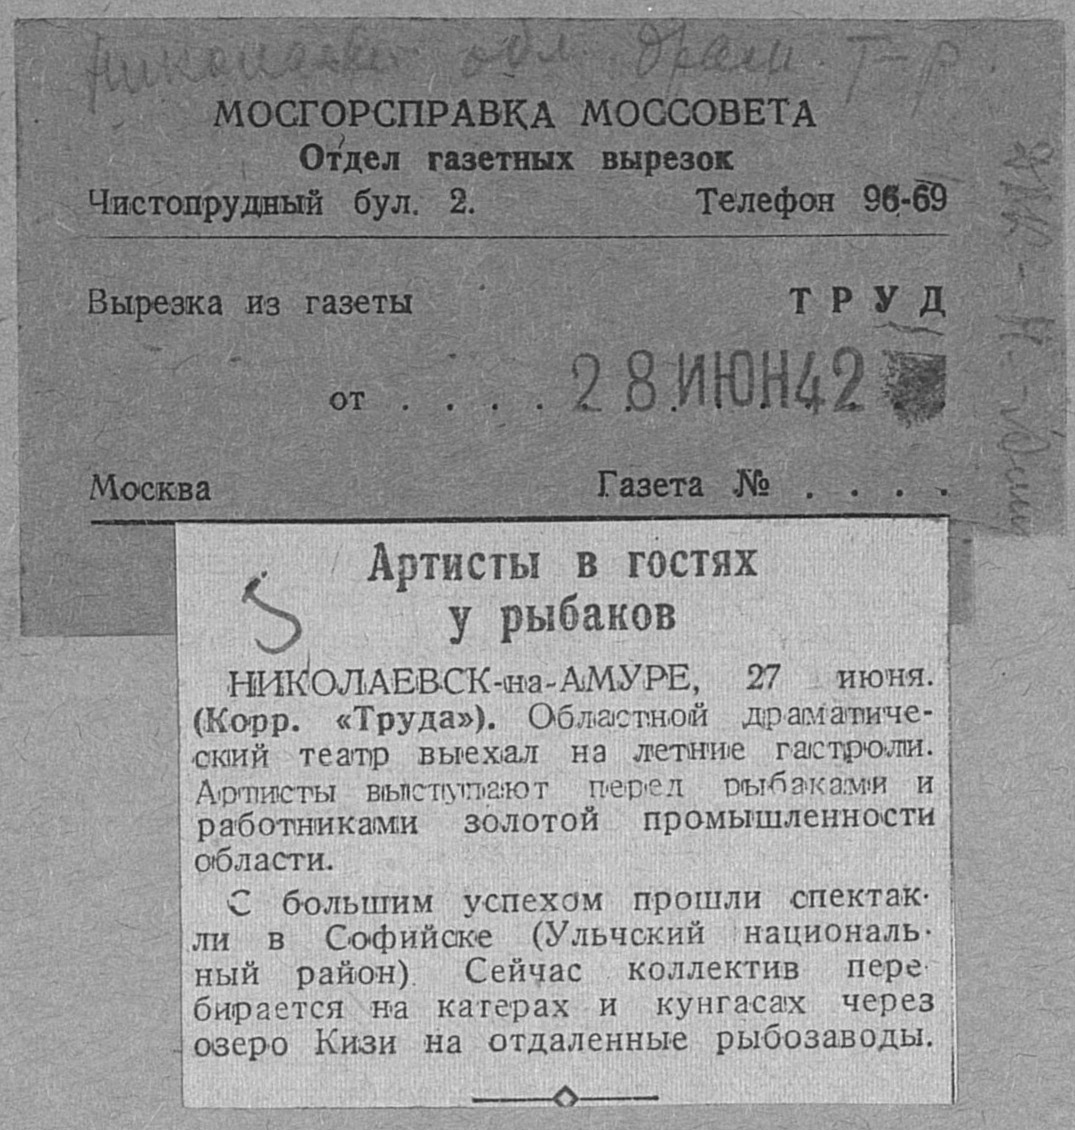 обл. драм. т-р.
МОСГОРСПРАВКА МОССОВЕТА
Отдел газетных вырезок
Чистопрудный бул. 2. Телефон 96-69
Вырезка из газеты ТРУД
от . . . . 28 ИЮН 42
Москва Газета № . . . .
5
Артисты в гостях
у рыбаков
НИКОЛАЕВСК-на-АМУРЕ, 27 июня.
(Корр. «Труда»). Областной драматиче-
ский театр выехал на летние гастроли.
Артисты выступают перед рыбаками и
работниками золотой промышленности
области.
С большим успехом прошли спектак-
ли в Софийске (Ульчский националь-
ный район) Сейчас коллектив пере-
бирается на катерах и кунгасах через
озеро Кизи на отдаленные рыбозаводы.